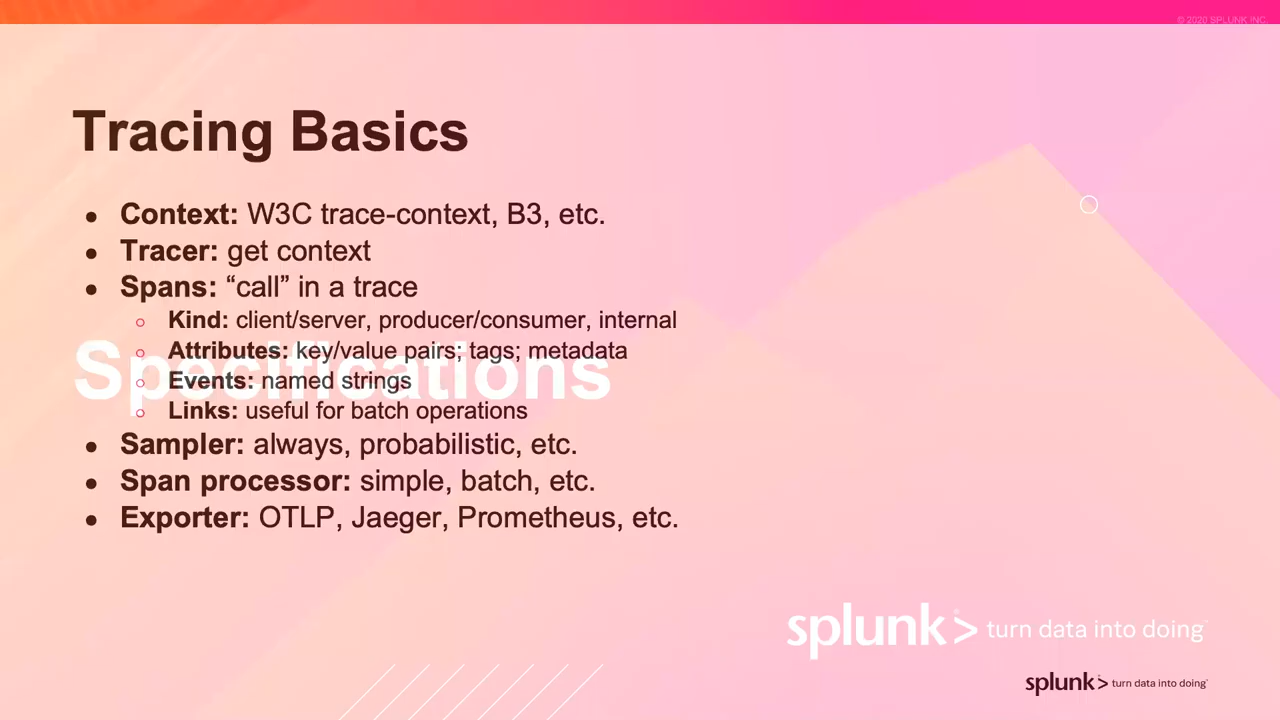 © 2020 SPLUNK INC.
Tracing Basics
● Context: W3C trace-context, B3, etc.
● Tracer: get context
● Spans: “call” in a trace
○ Kind: client/server, producer/consumer, internal
○ Attributes: key/value pairs; tags; metadata
Specifications
○ Events: named strings
○ Links: useful for batch operations
● Sampler: always, probabilistic, etc.
● Span processor: simple, batch, etc.
● Exporter: OTLP, Jaeger, Prometheus, etc.
splunk> turn data into doing
splunk> turn data into doing